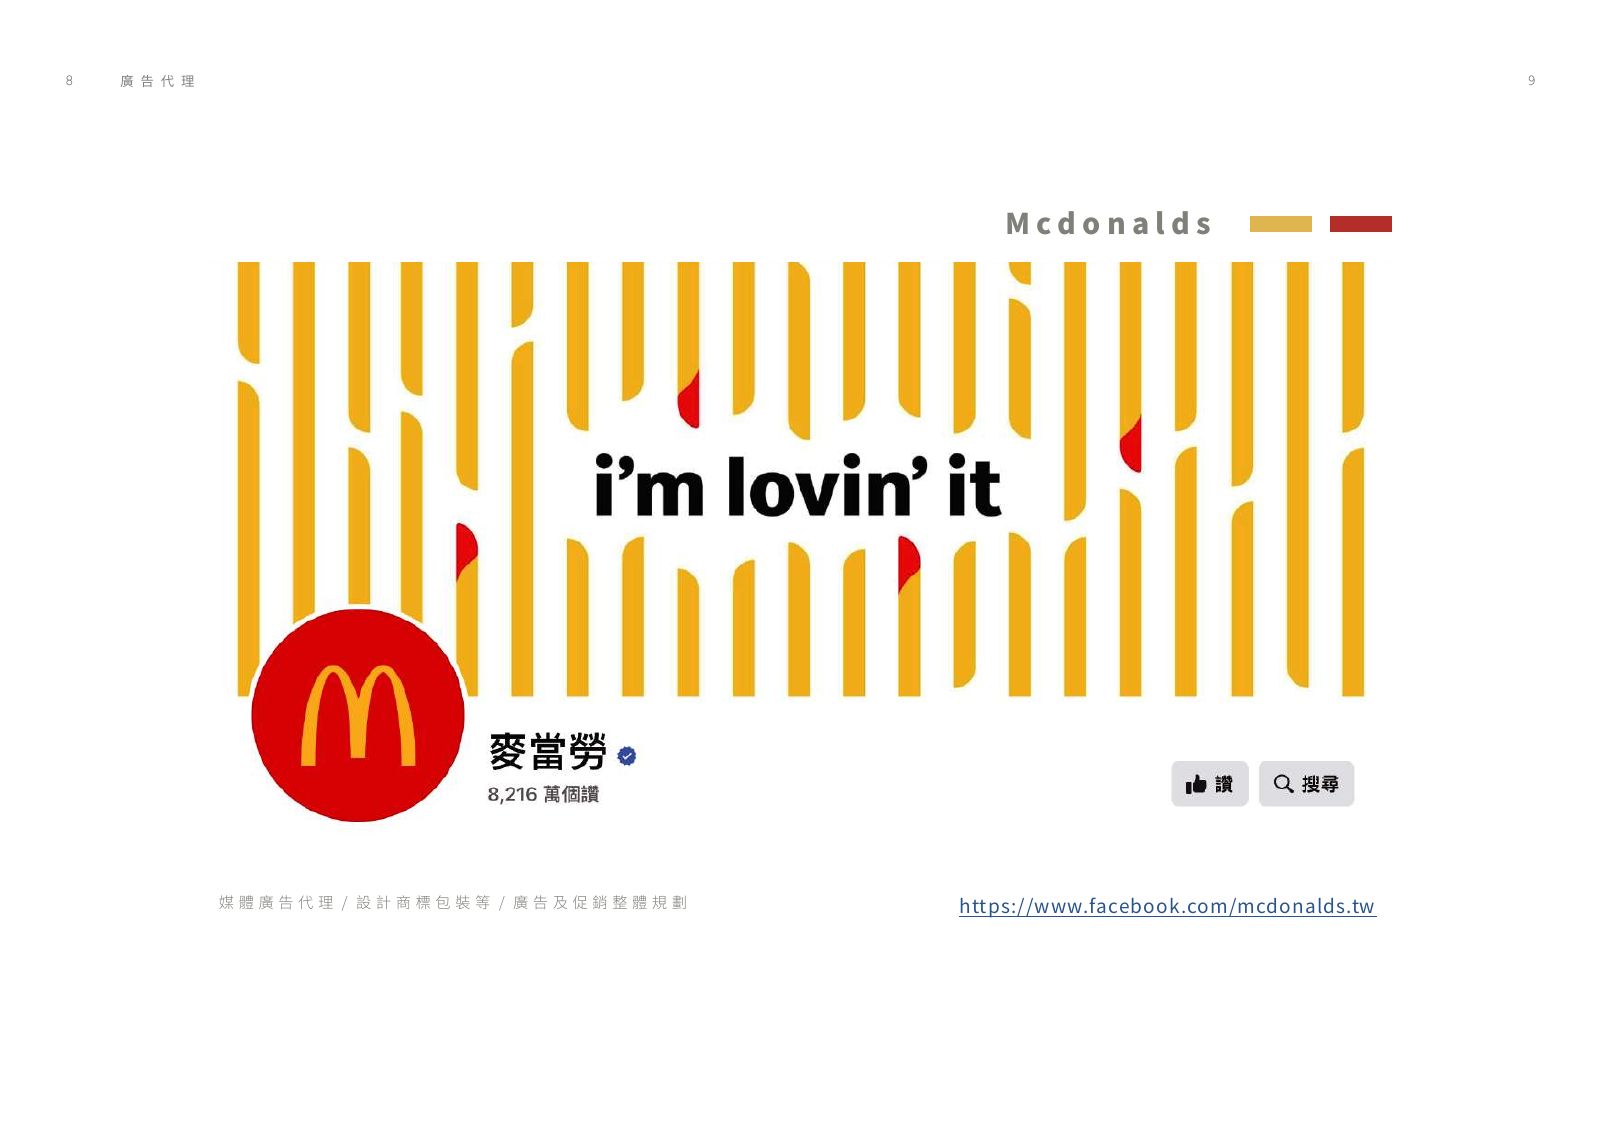 8 廣告代理 9
Mcdonalds
i’m lovin’ it
麥當勞
8,216 萬個讚
讚 搜尋
媒體廣告代理 / 設計商標包裝等 / 廣告及促銷整體規劃
https://www.facebook.com/mcdonalds.tw